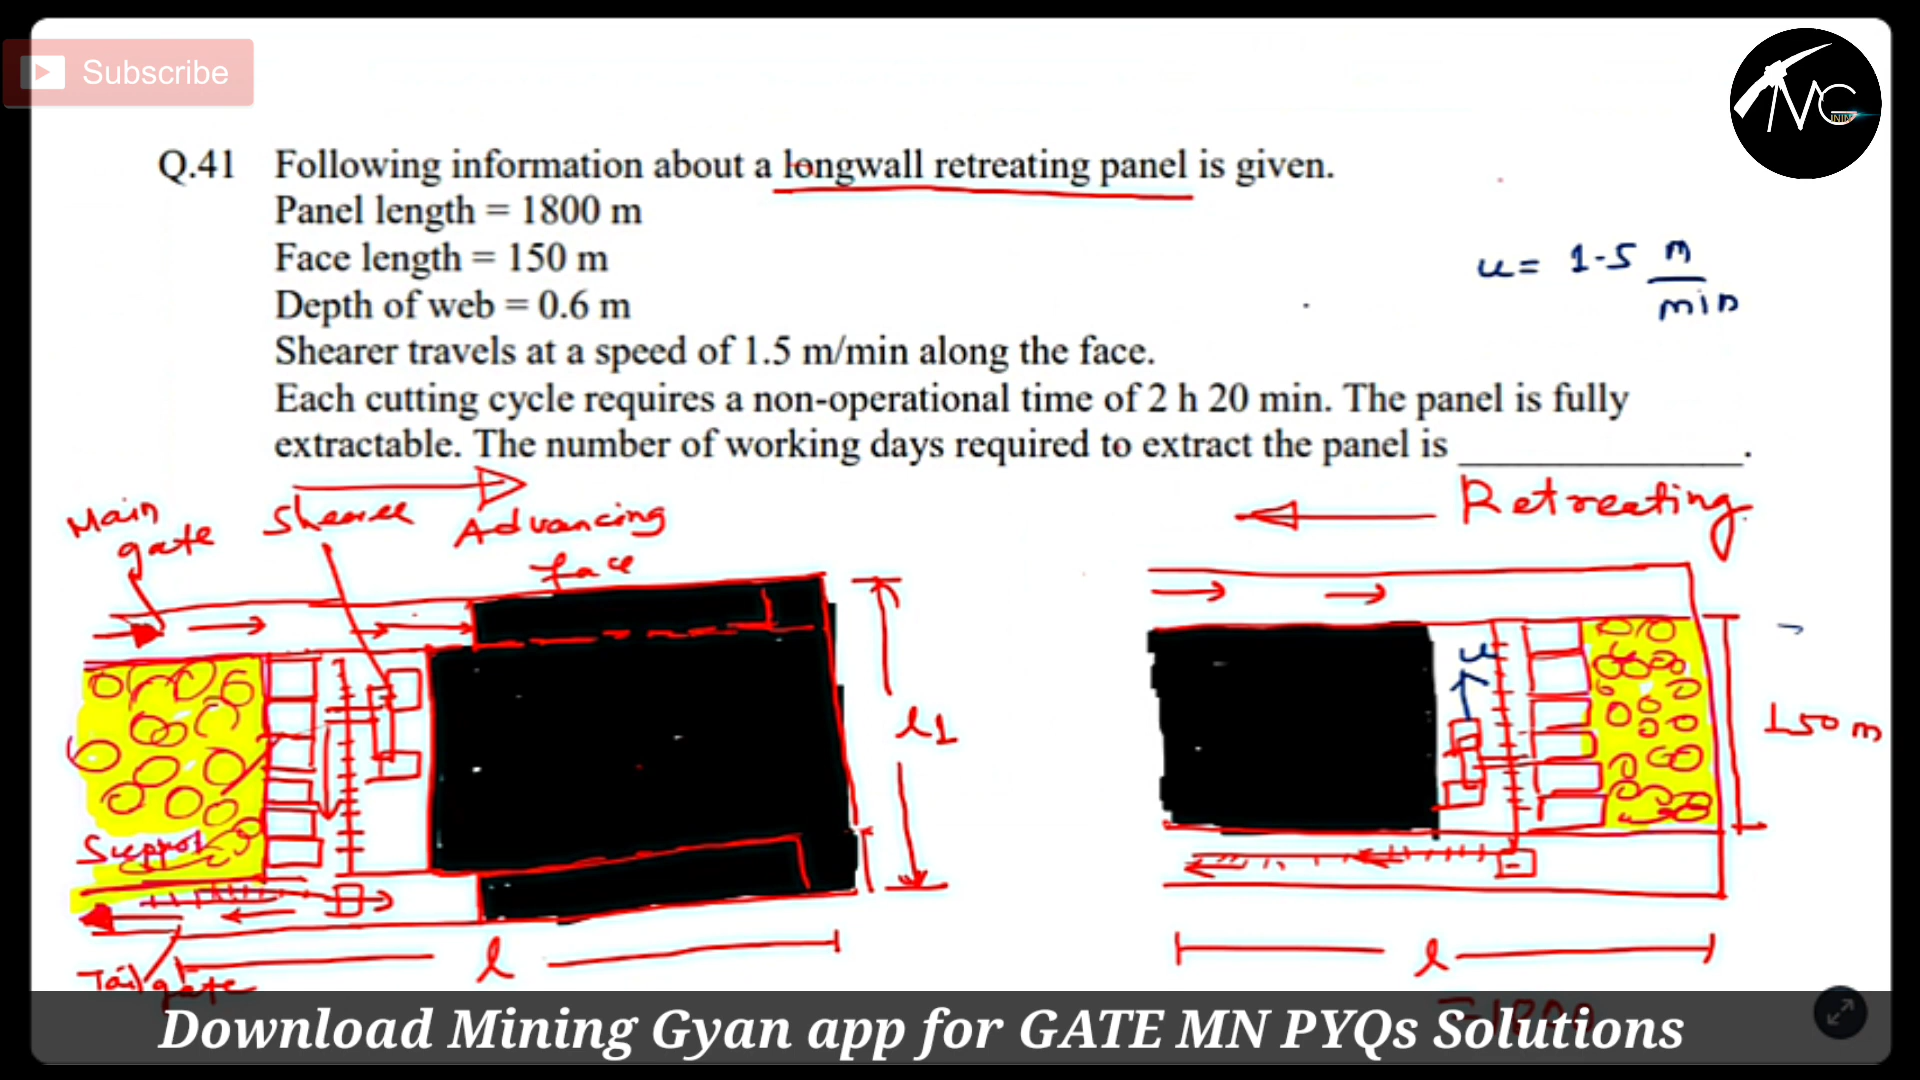 Subscribe
Q.41 Following information about a longwall retreating panel is given.
Panel length = 1800 m
Face length = 150 m
Depth of web = 0.6 m
Shearer travels at a speed of 1.5 m/min along the face.
Each cutting cycle requires a non-operational time of 2 h 20 min. The panel is fully
extractable. The number of working days required to extract the panel is ______________.
u = 1.5 m
min
Main
gate
Advancing
face
Retreating
u
l1
150 m
Tail
gate
l
l
Download Mining Gyan app for GATE MN PYQs Solutions